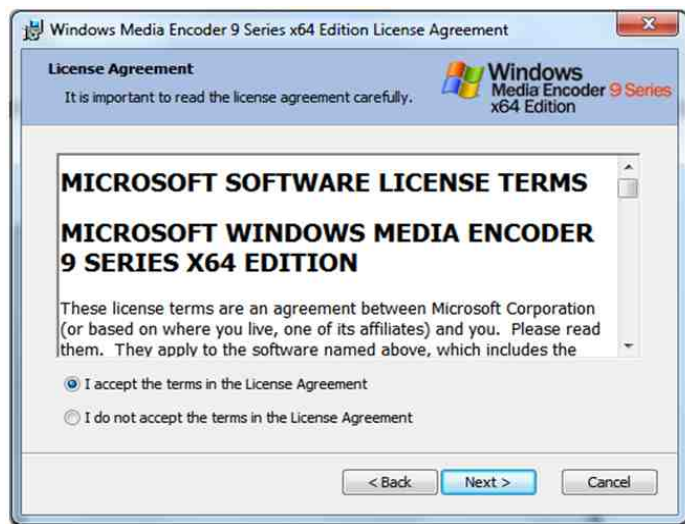 Windows Media Encoder 9 Series x64 Edition License Agreement
License Agreement
It is important to read the license agreement carefully.
Windows
Media Encoder 9 Series
x64 Edition
MICROSOFT SOFTWARE LICENSE TERMS
MICROSOFT WINDOWS MEDIA ENCODER
9 SERIES X64 EDITION
These license terms are an agreement between Microsoft Corporation
(or based on where you live, one of its affiliates) and you.  Please read
them.  They apply to the software named above, which includes the
I accept the terms in the License Agreement
I do not accept the terms in the License Agreement
< Back
Next >
Cancel